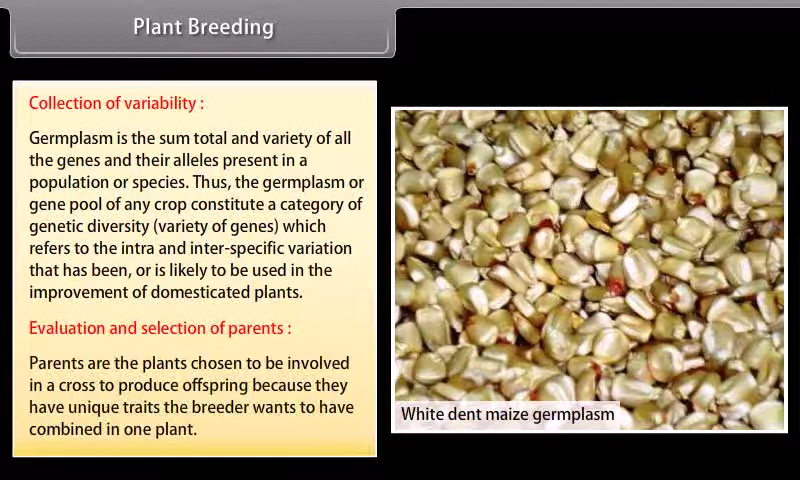 Plant Breeding
Collection of variability :
Germplasm is the sum total and variety of all
the genes and their alleles present in a
population or species. Thus, the germplasm or
gene pool of any crop constitute a category of
genetic diversity (variety of genes) which
refers to the intra and inter-specific variation
that has been, or is likely to be used in the
improvement of domesticated plants.
Evaluation and selection of parents :
Parents are the plants chosen to be involved
in a cross to produce offspring because they
have unique traits the breeder wants to have
combined in one plant.
White dent maize germplasm